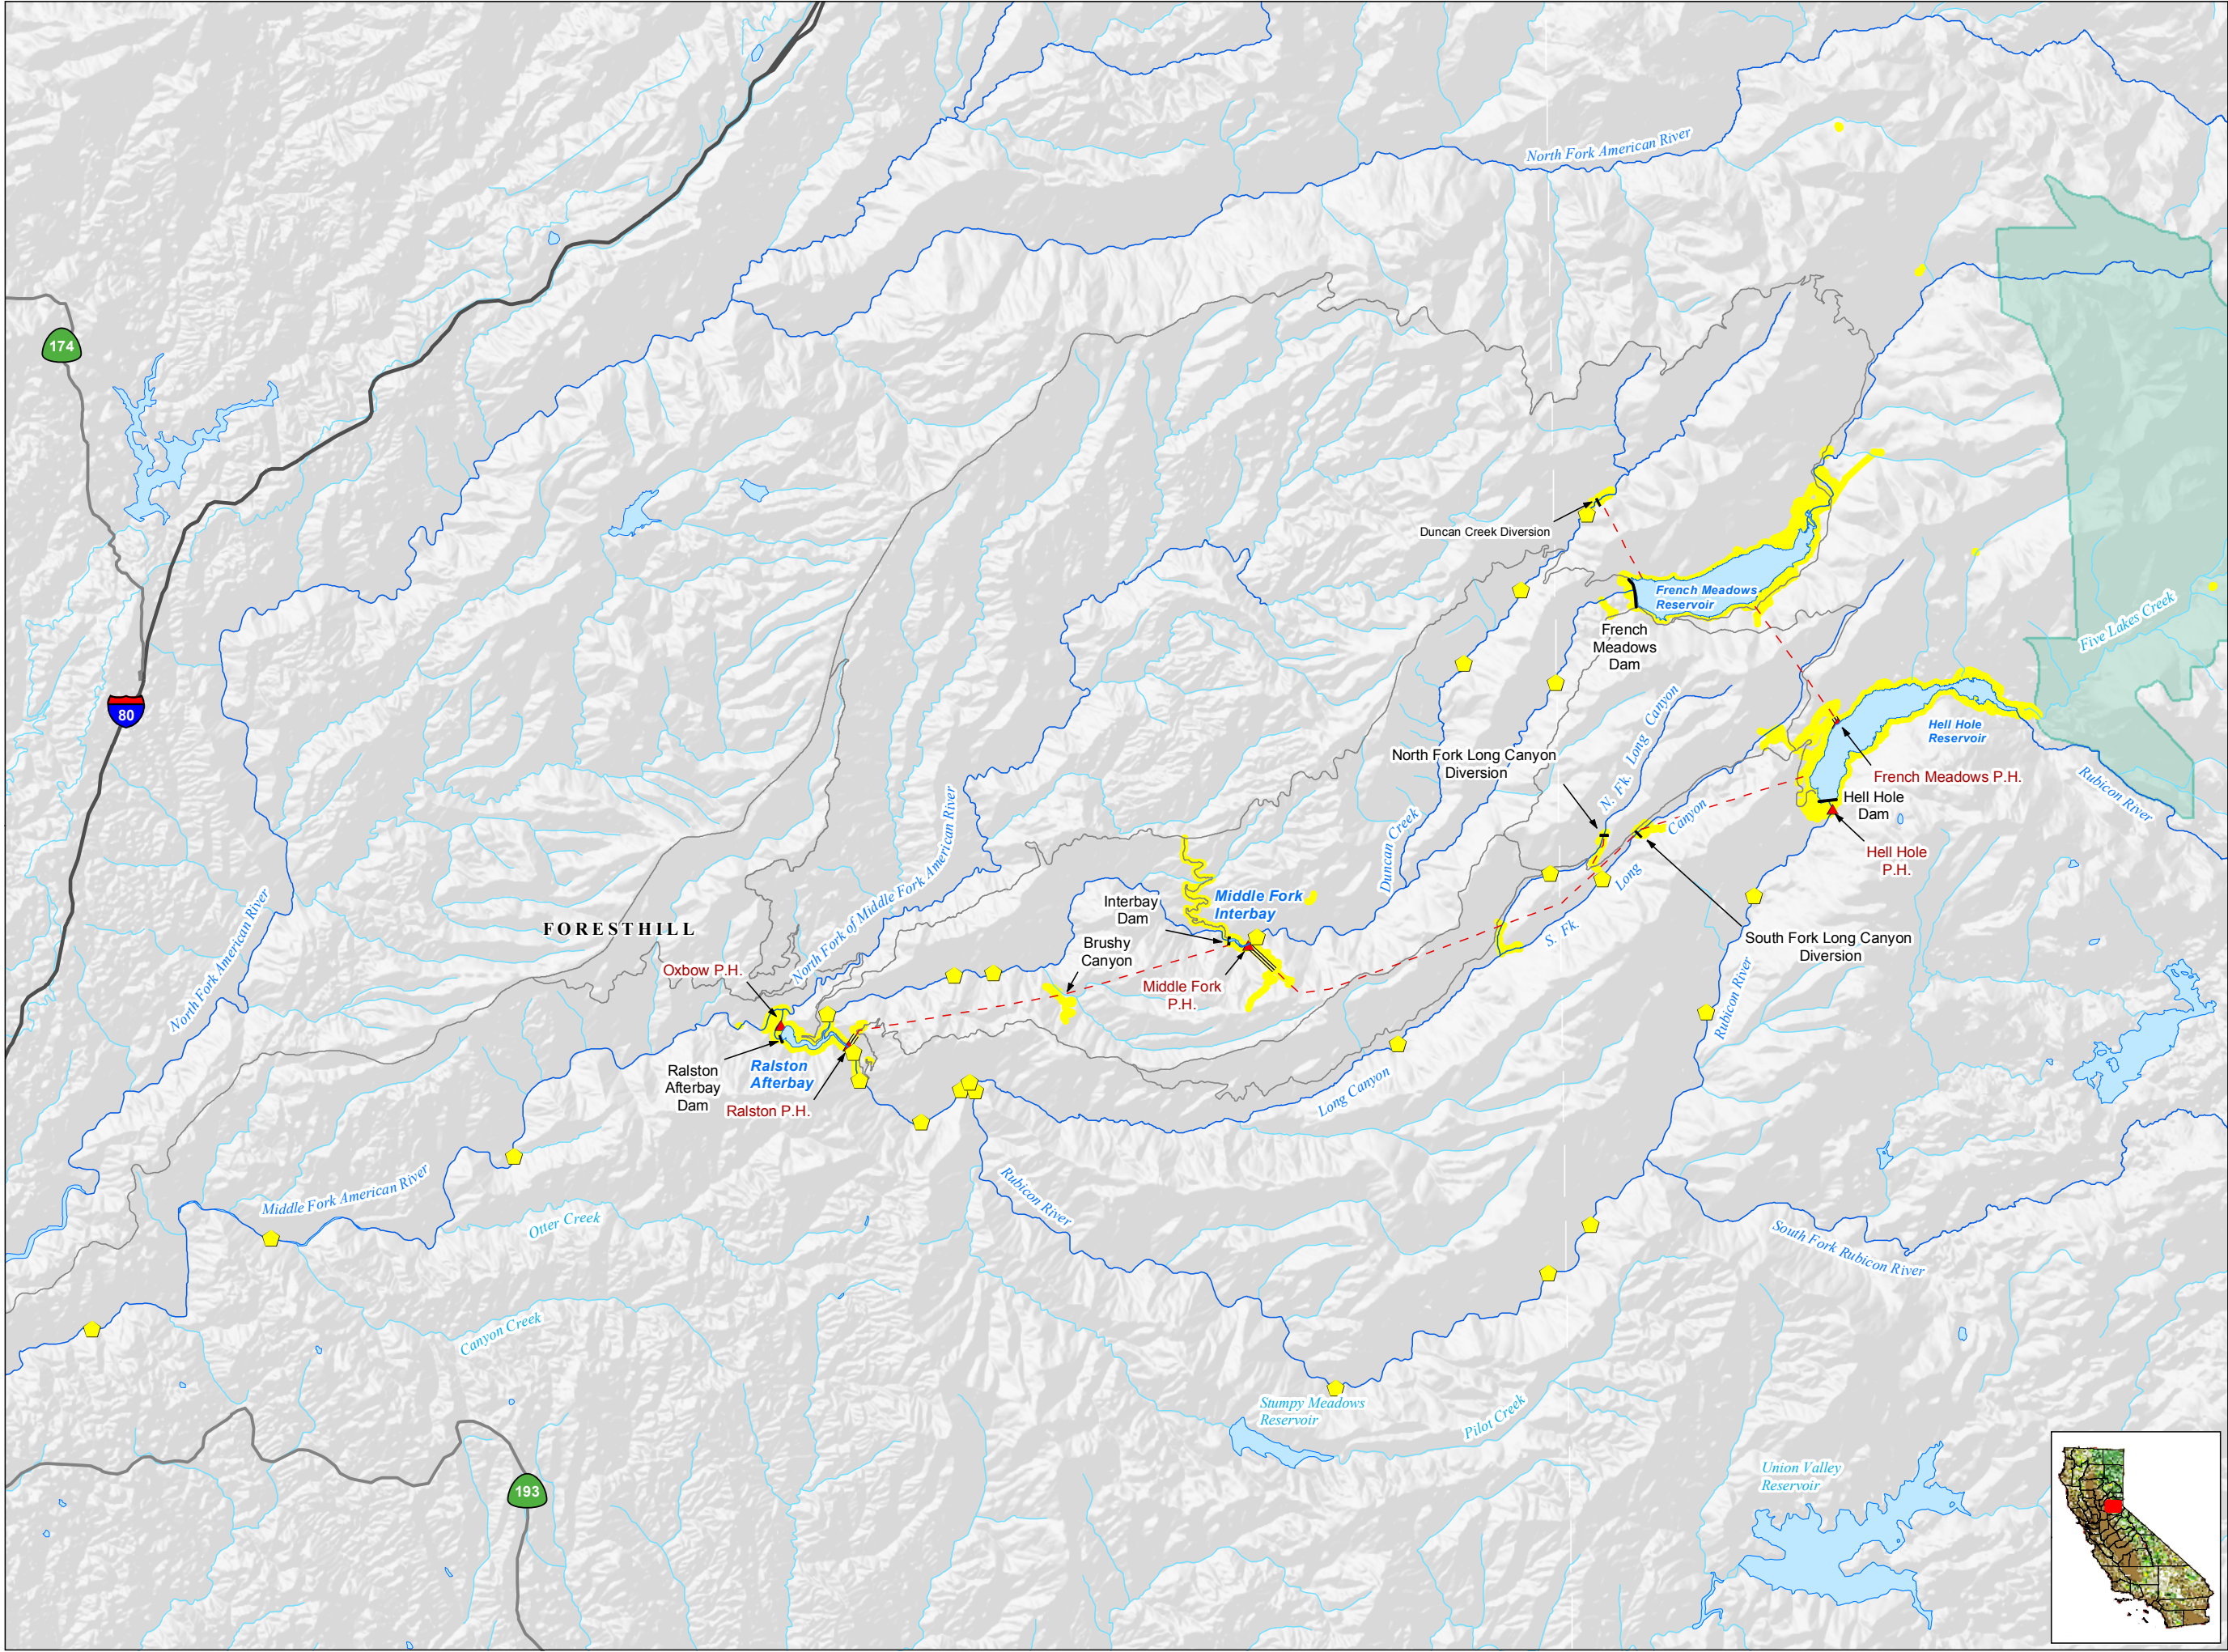 North Fork American River
174
Duncan Creek Diversion
French Meadows
Reservoir
French
Meadows
Dam
Five Lakes Creek
80
Hell Hole
Reservoir
North Fork Long Canyon
Diversion
N. Fk. Long Canyon
French Meadows P.H.
Rubicon River
Hell Hole
Dam
Canyon
Long
S. Fk.
Hell Hole
P.H.
Duncan Creek
North Fork of Middle Fork American River
Middle Fork
Interbay
Interbay
Dam
Brushy
Canyon
FORESTHILL
North Fork American River
Oxbow P.H.
Middle Fork
P.H.
South Fork Long Canyon
Diversion
Rubicon River
Ralston
Afterbay
Dam
Ralston
Afterbay
Ralston P.H.
Long Canyon
Middle Fork American River
Otter Creek
Rubicon River
South Fork Rubicon River
Canyon Creek
Stumpy Meadows
Reservoir
Pilot Creek
Union Valley
Reservoir
193